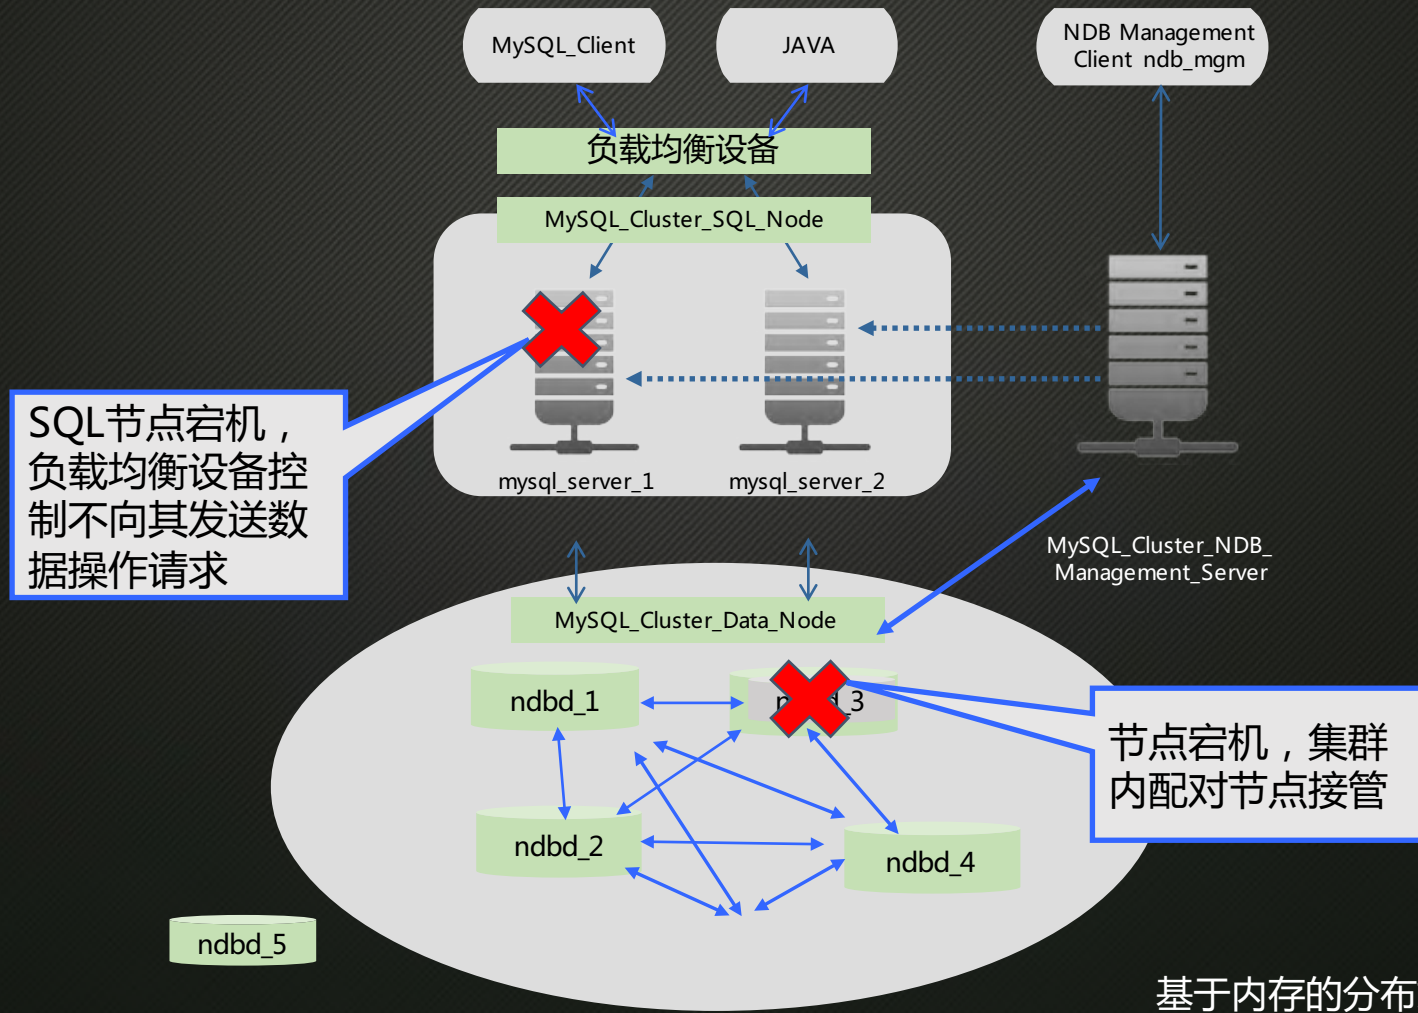 MySQL_Client
JAVA
NDB Management
Client ndb_mgm
负载均衡设备
MySQL_Cluster_SQL_Node
SQL节点宕机，
负载均衡设备控
制不向其发送数
据操作请求
mysql_server_1
mysql_server_2
MySQL_Cluster_NDB_
Management_Server
MySQL_Cluster_Data_Node
ndbd_1
ndbd_2
ndbd_4
节点宕机，集群
内配对节点接管
ndbd_5
基于内存的分布